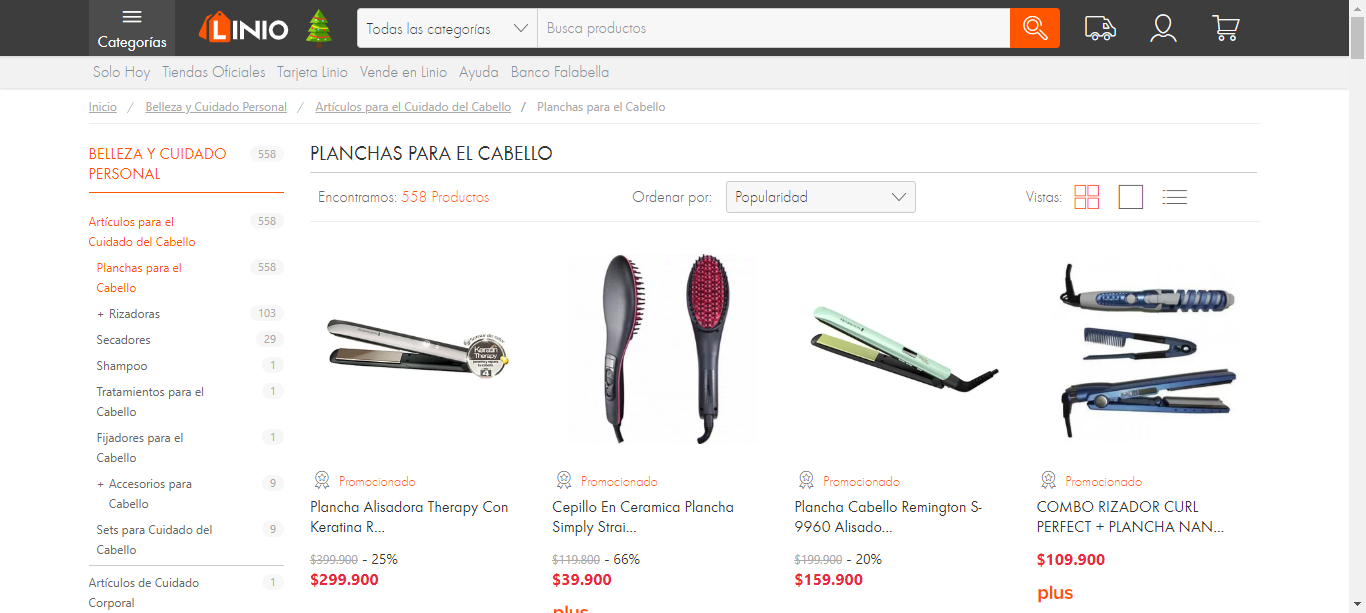 Categorías
LINIO
Todas las categorías
Busca productos
Solo Hoy Tiendas Oficiales Tarjeta Linio Vende en Linio Ayuda Banco Falabella
Inicio / Belleza y Cuidado Personal / Artículos para el Cuidado del Cabello / Planchas para el Cabello
BELLEZA Y CUIDADO 558
PERSONAL
Artículos para el 558
Cuidado del Cabello
Planchas para el 558
Cabello
+ Rizadoras 103
Secadores 29
Shampoo 1
Tratamientos para el 1
Cabello
Fijadores para el 1
Cabello
+ Accesorios para 9
Cabello
Sets para Cuidado del 9
Cabello
Artículos de Cuidado 1
Corporal
PLANCHAS PARA EL CABELLO
Encontramos: 558 Productos
Ordenar por: Popularidad
Vistas:
Keratin
Therapy
4
Promocionado
Plancha Alisadora Therapy Con
Keratina R...
$399.900 - 25%
$299.900
Promocionado
Cepillo En Ceramica Plancha
Simply Strai...
$119.800 - 66%
$39.900
plus
Promocionado
Plancha Cabello Remington S-
9960 Alisado...
$199.900 - 20%
$159.900
Promocionado
COMBO RIZADOR CURL
PERFECT + PLANCHA NAN...
$109.900
plus